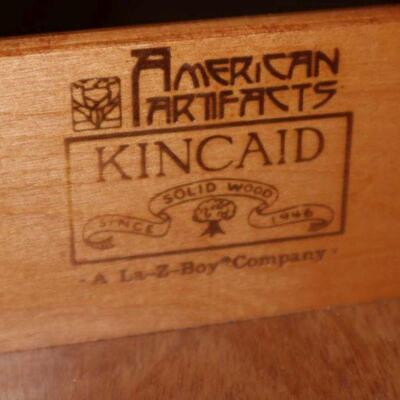 AMERICAN
ARTIFACTS
KINCAID
SOLID WOOD
SINCE 1946
· A La-Z-Boy® Company ·